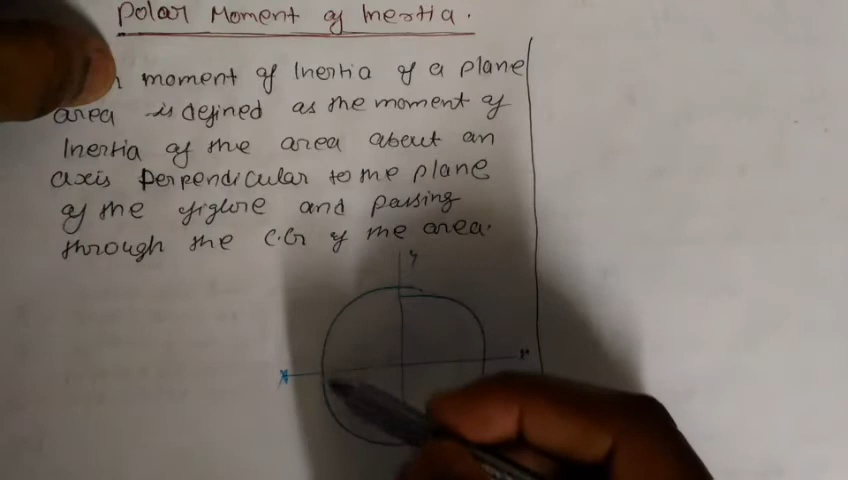 Polar Moment of Inertia.
moment of Inertia of a plane
area is defined as the moment of
Inertia of the area about an
axis perpendicular to the plane
of the figure and passing
through the C.G of the area.
Y
X
X